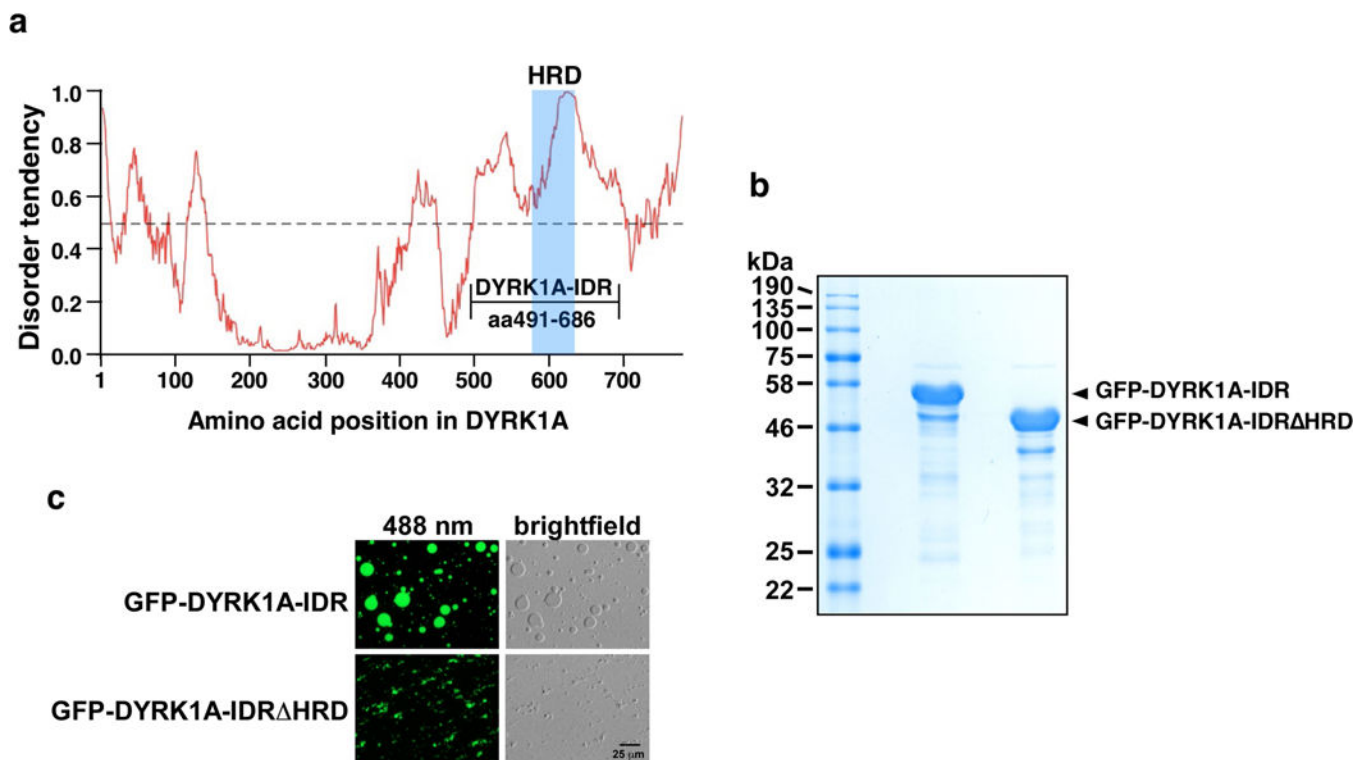 a
HRD
1.0
0.8
0.6
0.4
0.2
0.0
Disorder tendency
DYRK1A-IDR
aa491-686
1 100 200 300 400 500 600 700
Amino acid position in DYRK1A
b
kDa
190
135
100
75
58
46
32
25
22
GFP-DYRK1A-IDR
GFP-DYRK1A-IDRΔHRD
c
488 nm brightfield
GFP-DYRK1A-IDR
GFP-DYRK1A-IDRΔHRD
25 μm